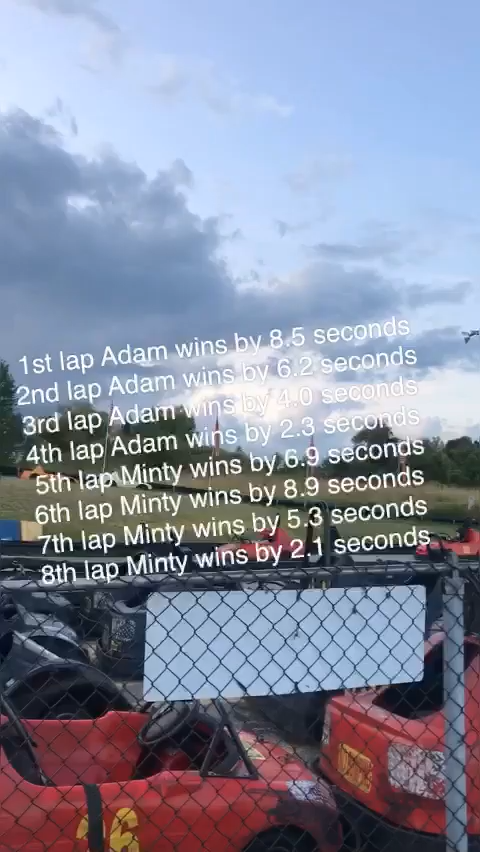 1st lap Adam wins by 8.5 seconds
2nd lap Adam wins by 6.2 seconds
3rd lap Adam wins by 4.0 seconds
4th lap Adam wins by 2.3 seconds
5th lap Minty wins by 6.9 seconds
6th lap Minty wins by 8.9 seconds
7th lap Minty wins by 5.3 seconds
8th lap Minty wins by 2.1 seconds
26